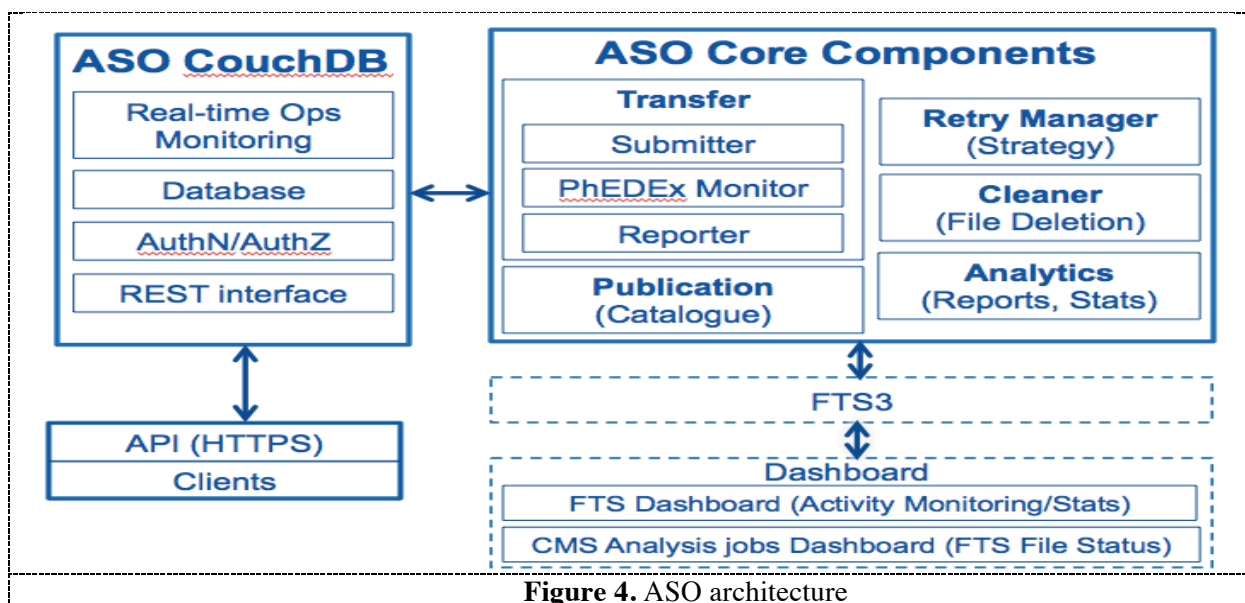 ASO CouchDB
Real-time Ops
Monitoring
Database
AuthN/AuthZ
REST interface
API (HTTPS)
Clients
ASO Core Components
Transfer
Submitter
PhEDEx Monitor
Reporter
Publication
(Catalogue)
Retry Manager
(Strategy)
Cleaner
(File Deletion)
Analytics
(Reports, Stats)
FTS3
Dashboard
FTS Dashboard (Activity Monitoring/Stats)
CMS Analysis jobs Dashboard (FTS File Status)
Figure 4. ASO architecture